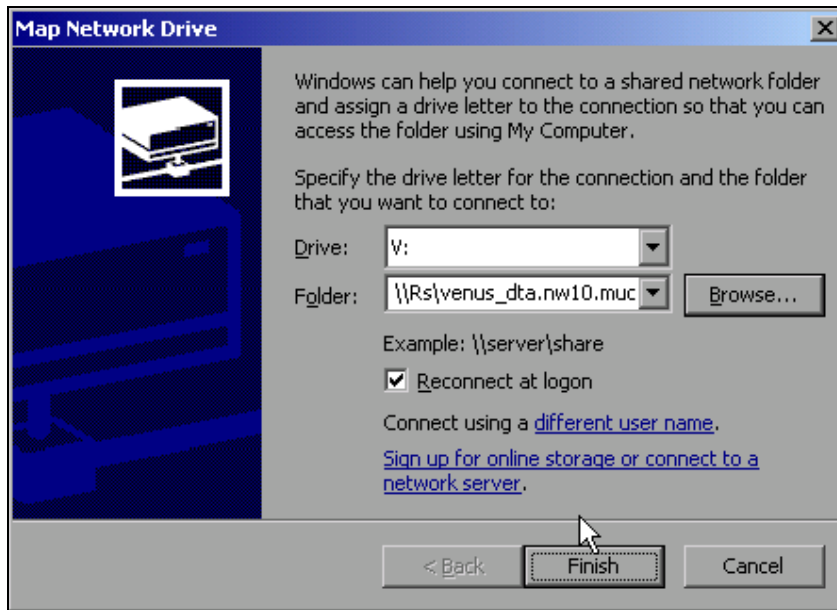 Map Network Drive
Windows can help you connect to a shared network folder
and assign a drive letter to the connection so that you can
access the folder using My Computer.
Specify the drive letter for the connection and the folder
that you want to connect to:
Drive: V:
Folder: \\Rs\venus_dta.nw10.muc Browse...
Example: \\server\share
Reconnect at logon
Connect using a different user name.
Sign up for online storage or connect to a
network server.
< Back Finish Cancel